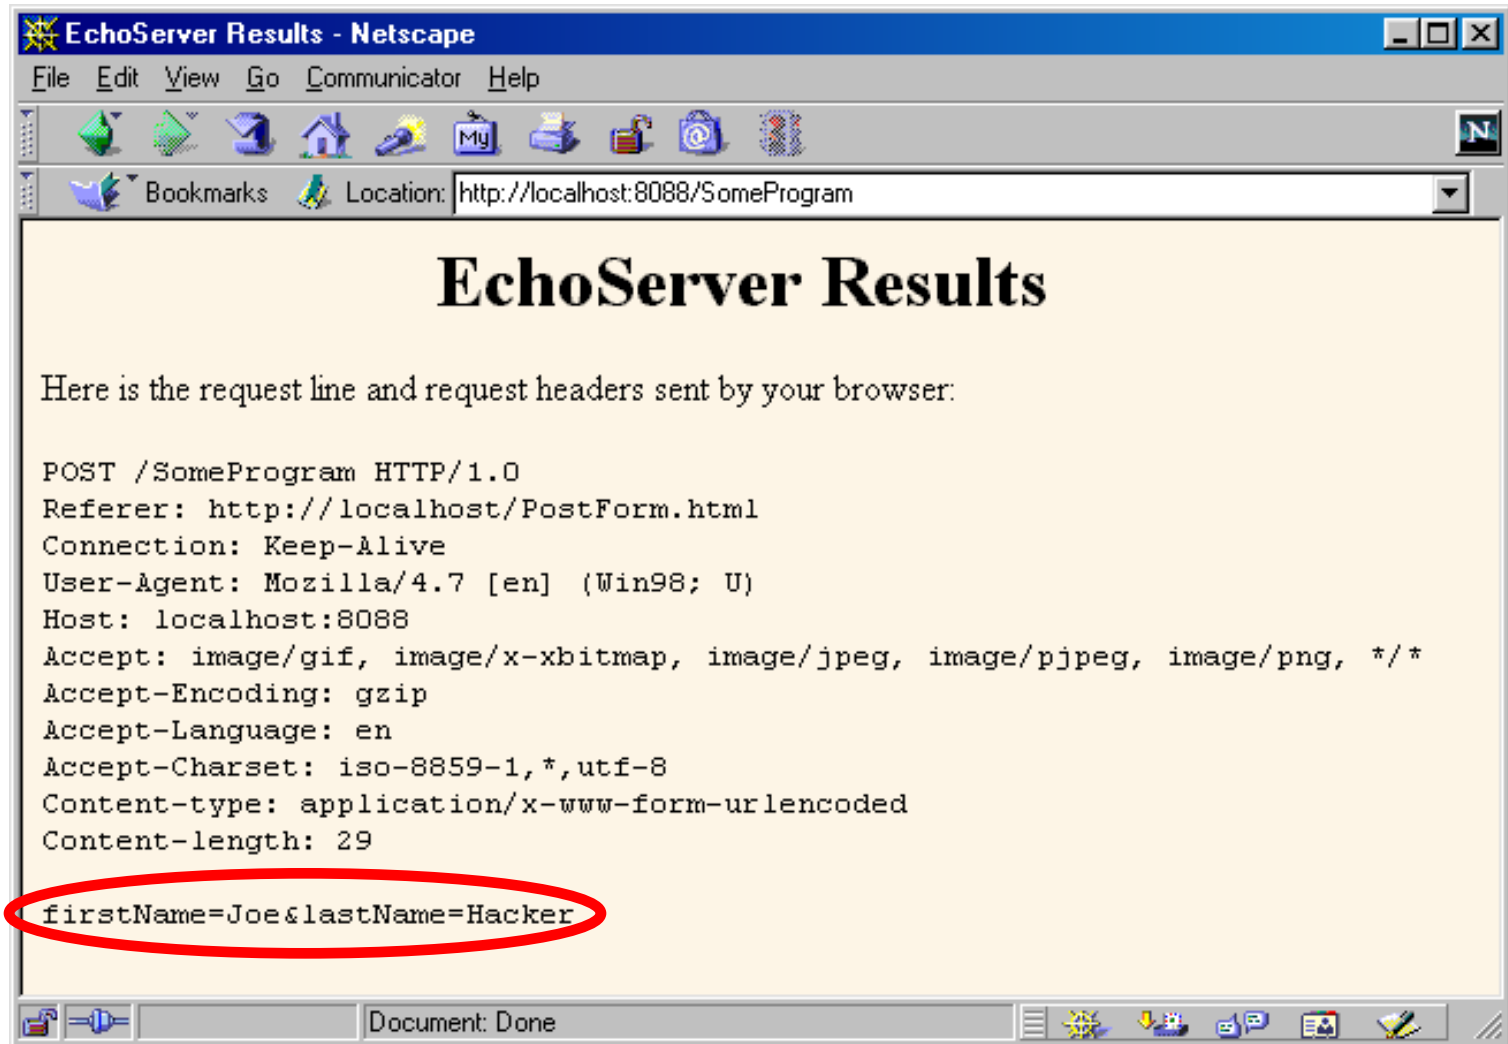 EchoServer Results - Netscape
File Edit View Go Communicator Help
My N
Bookmarks Location: http://localhost:8088/SomeProgram
EchoServer Results
Here is the request line and request headers sent by your browser:
POST /SomeProgram HTTP/1.0
Referer: http://localhost/PostForm.html
Connection: Keep-Alive
User-Agent: Mozilla/4.7 [en] (Win98; U)
Host: localhost:8088
Accept: image/gif, image/x-xbitmap, image/jpeg, image/pjpeg, image/png, */*
Accept-Encoding: gzip
Accept-Language: en
Accept-Charset: iso-8859-1,*,utf-8
Content-type: application/x-www-form-urlencoded
Content-length: 29
firstName=Joe&lastName=Hacker
Document: Done